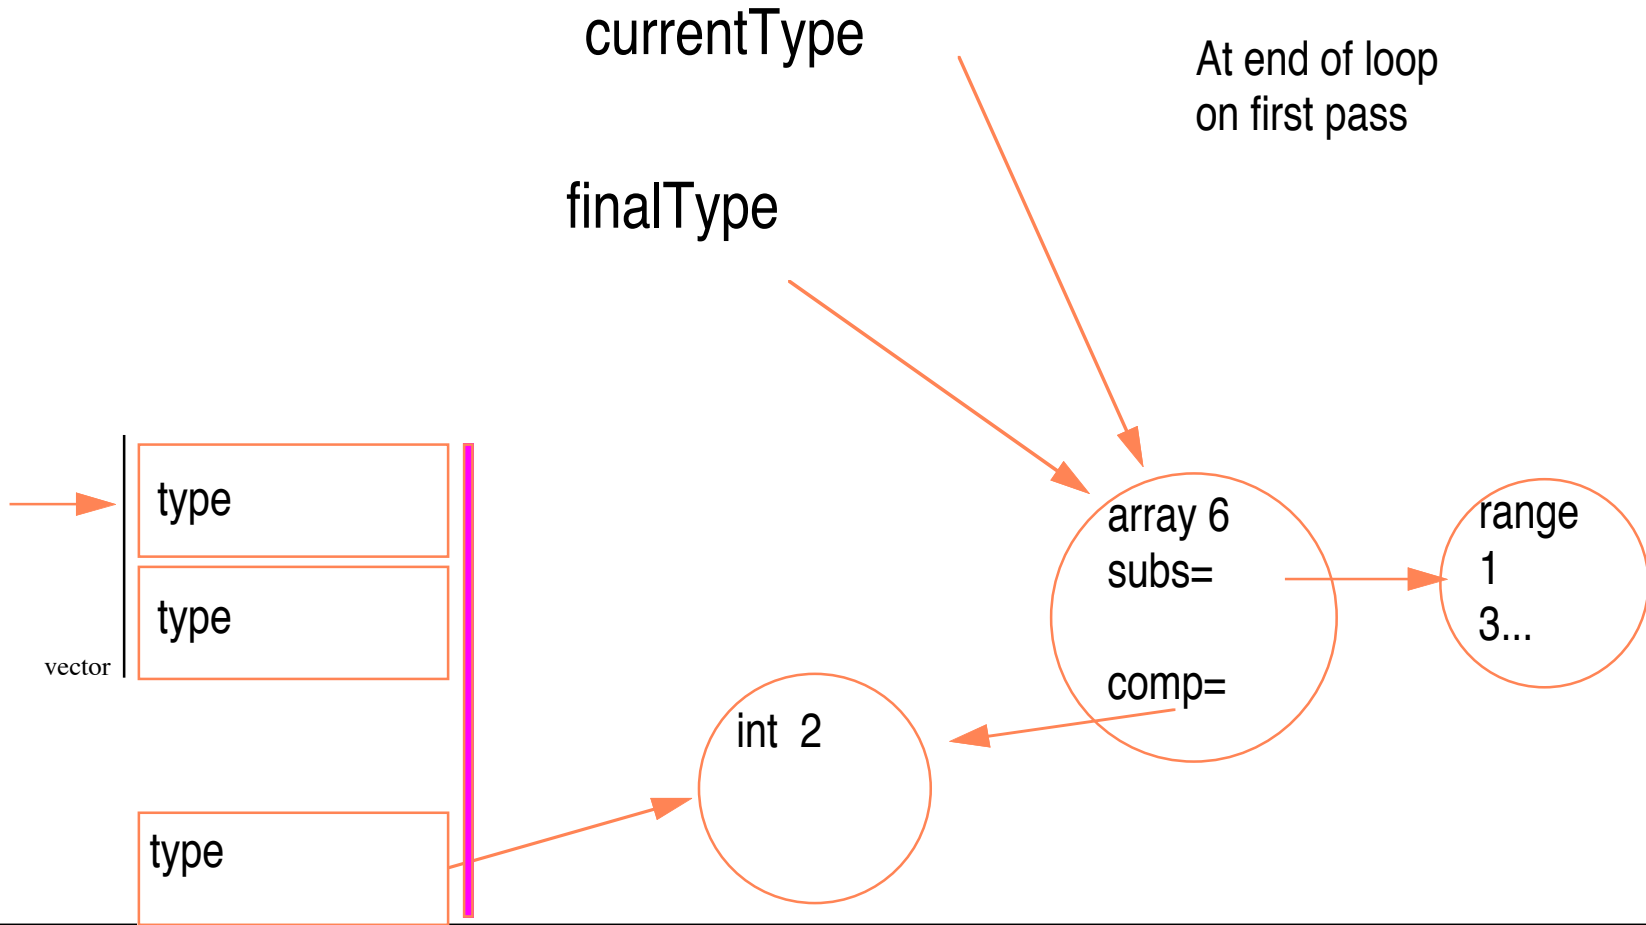 currentType
At end of loop
on first pass
finalType
type
type
vector
type
int 2
array 6
subs=
comp=
range
1
3...